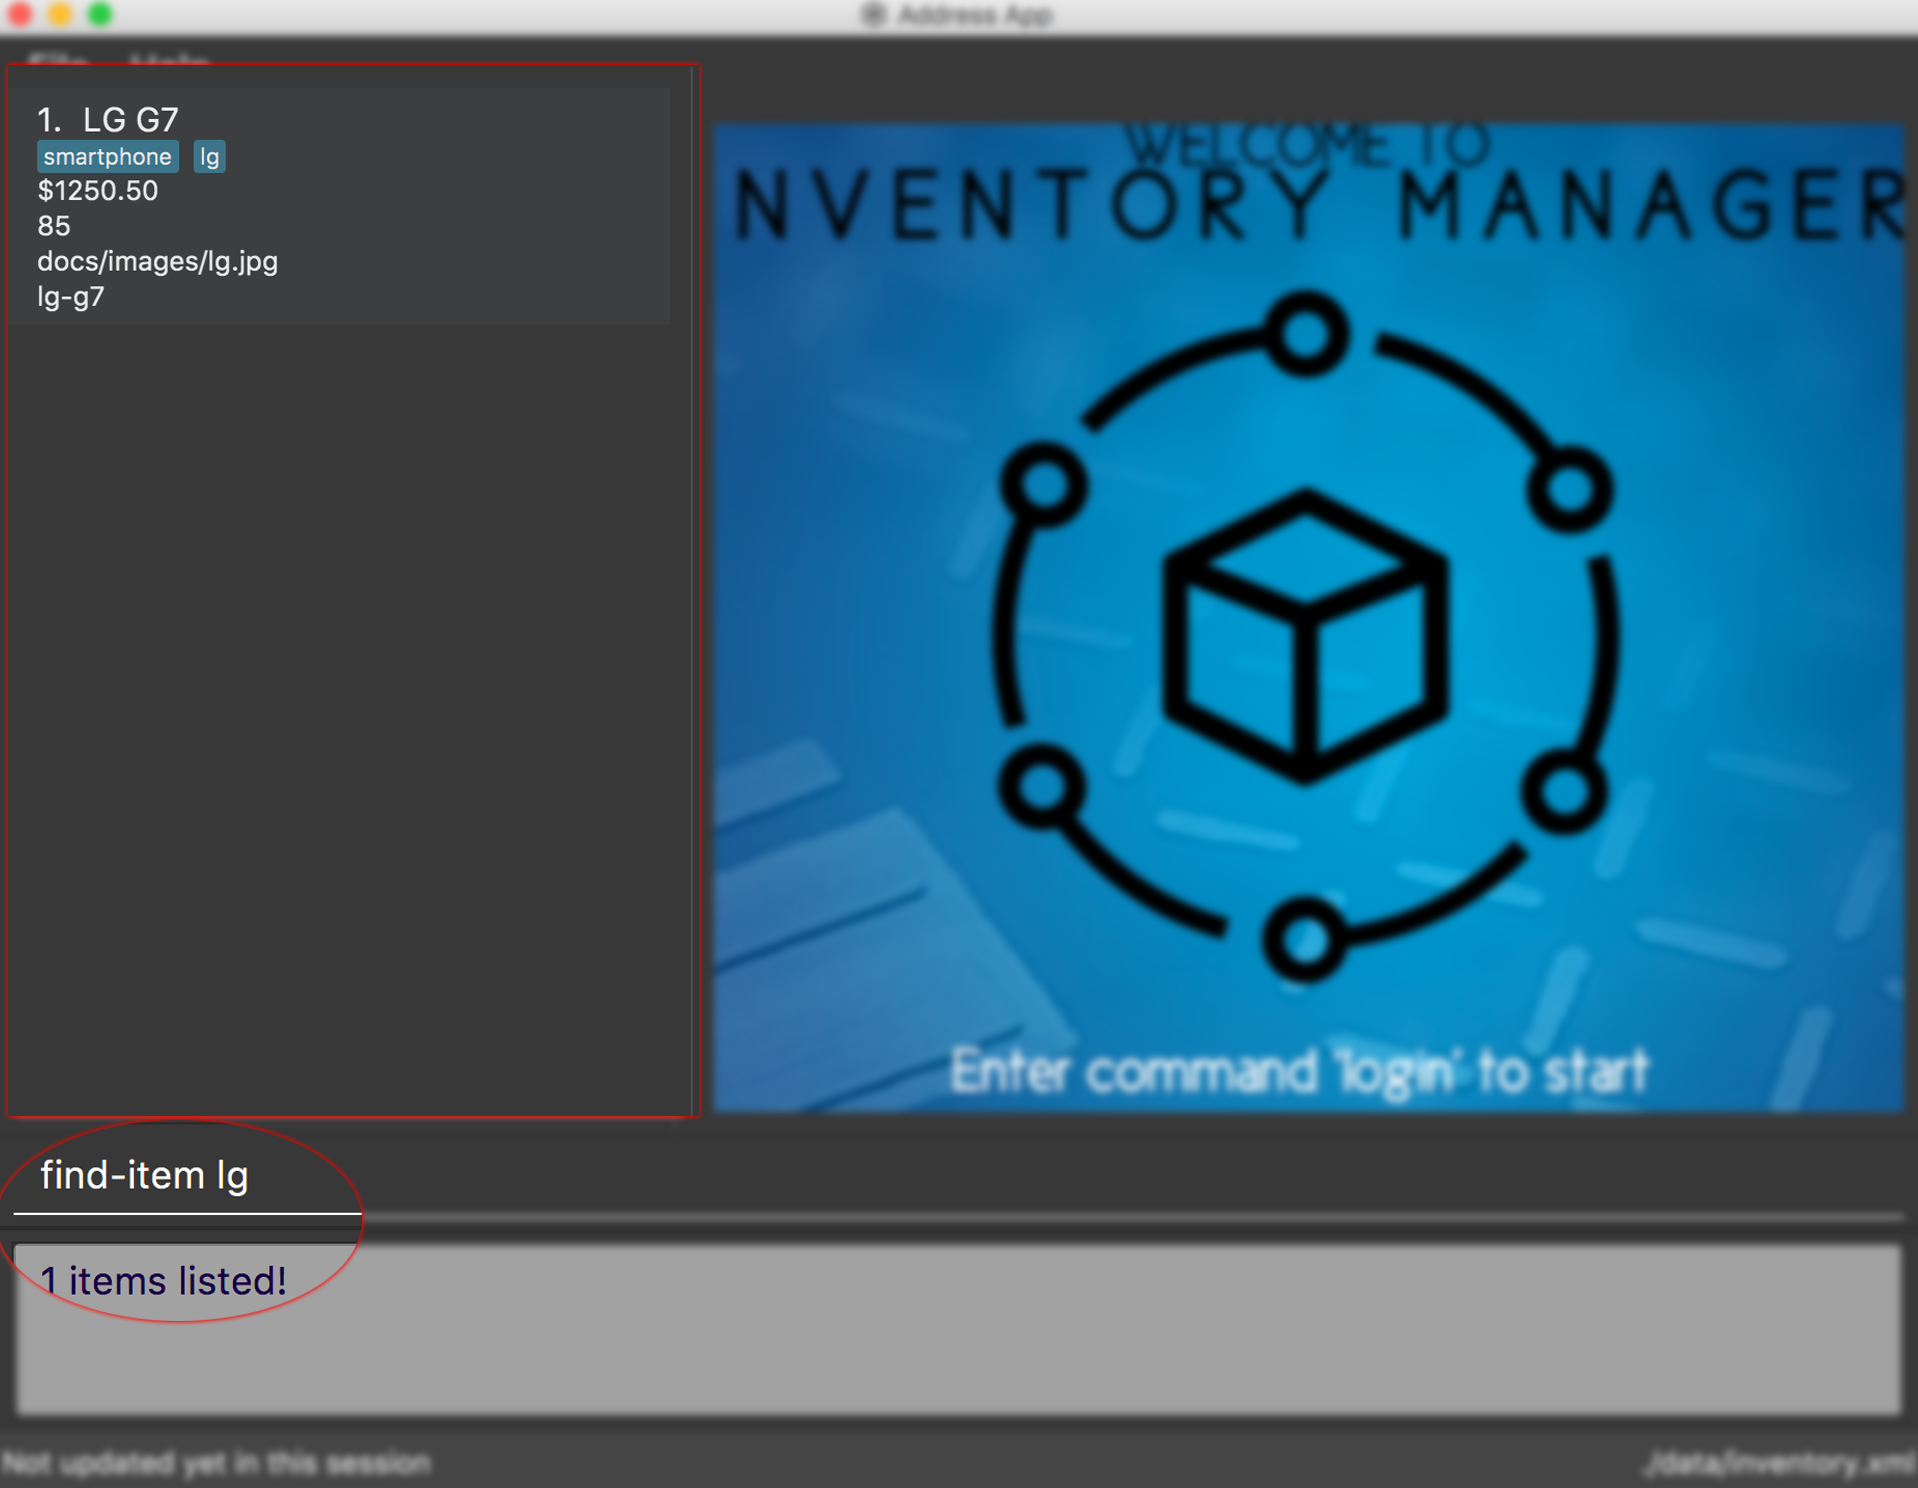 Address App
File Help
1. LG G7
smartphone lg
$1250.50
85
docs/images/lg.jpg
lg-g7
WELCOME TO
NVENTORY MANAGER
Enter command 'login' to start
find-item lg
1 items listed!
Not updated yet in this session
./data/inventory.xml